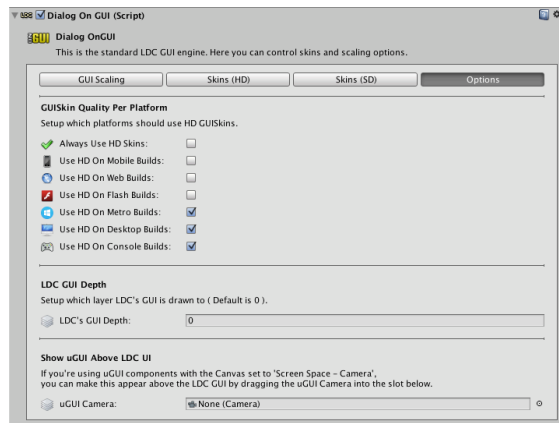 Dialog On GUI (Script)
GUI Dialog OnGUI
This is the standard LDC GUI engine. Here you can control skins and scaling options.
GUI Scaling Skins (HD) Skins (SD) Options
GUISkin Quality Per Platform
Setup which platforms should use HD GUISkins.
Always Use HD Skins:
Use HD On Mobile Builds:
Use HD On Web Builds:
Use HD On Flash Builds:
Use HD On Metro Builds:
Use HD On Desktop Builds:
Use HD On Console Builds:
LDC GUI Depth
Setup which layer LDC's GUI is drawn to ( Default is 0 ).
LDC's GUI Depth: 0
Show uGUI Above LDC UI
If you're using uGUI components with the Canvas set to 'Screen Space - Camera',
you can make this appear above the LDC GUI by dragging the uGUI Camera into the slot below.
uGUI Camera: None (Camera)